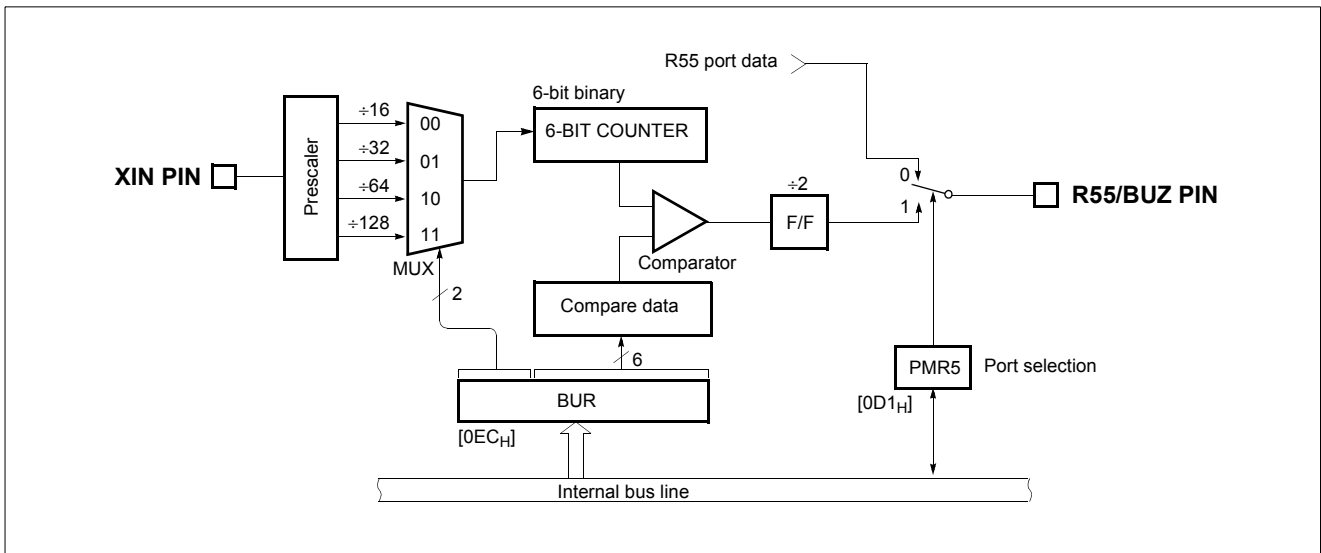 R55 port data
6-bit binary
÷16
÷32
÷64
÷128
Prescaler
00
01
10
11
MUX
6-BIT COUNTER
XIN PIN
0
1
÷2
F/F
R55/BUZ PIN
Comparator
2
Compare data
6
PMR5
Port selection
[0D1H]
BUR
[0ECH]
Internal bus line